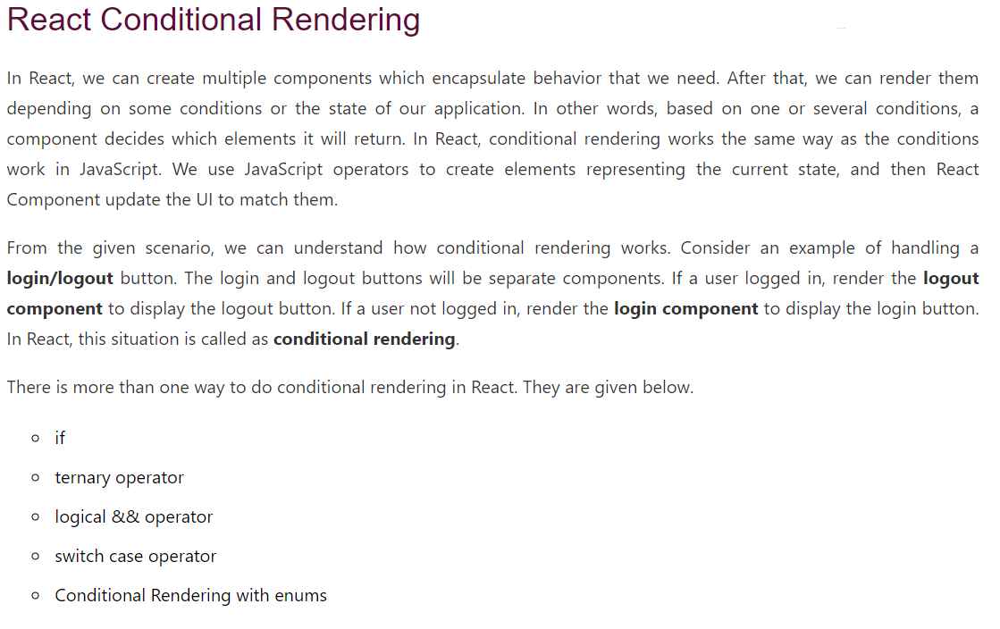 React Conditional Rendering
In React, we can create multiple components which encapsulate behavior that we need. After that, we can render them
depending on some conditions or the state of our application. In other words, based on one or several conditions, a
component decides which elements it will return. In React, conditional rendering works the same way as the conditions
work in JavaScript. We use JavaScript operators to create elements representing the current state, and then React
Component update the UI to match them.
From the given scenario, we can understand how conditional rendering works. Consider an example of handling a
login/logout button. The login and logout buttons will be separate components. If a user logged in, render the logout
component to display the logout button. If a user not logged in, render the login component to display the login button.
In React, this situation is called as conditional rendering.
There is more than one way to do conditional rendering in React. They are given below.
if
ternary operator
logical && operator
switch case operator
Conditional Rendering with enums